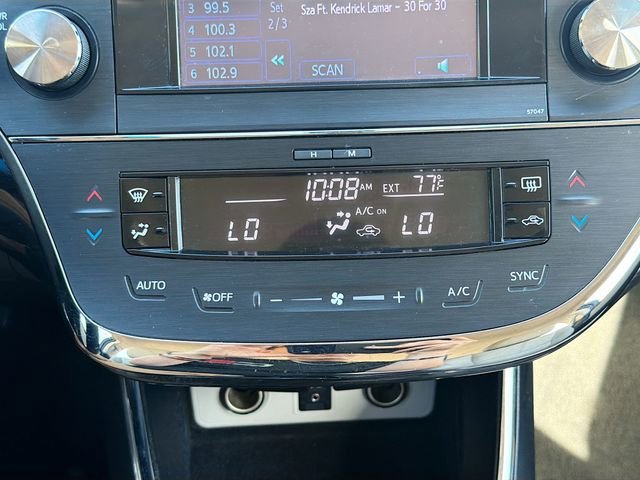 3 99.5 Set Sza Ft. Kendrick Lamar – 30 For 30
4 100.3 2/3
5 102.1
6 102.9 SCAN
57047
H M
10:08 AM EXT 77°F
A/C ON
LO LO
AUTO OFF − + A/C SYNC